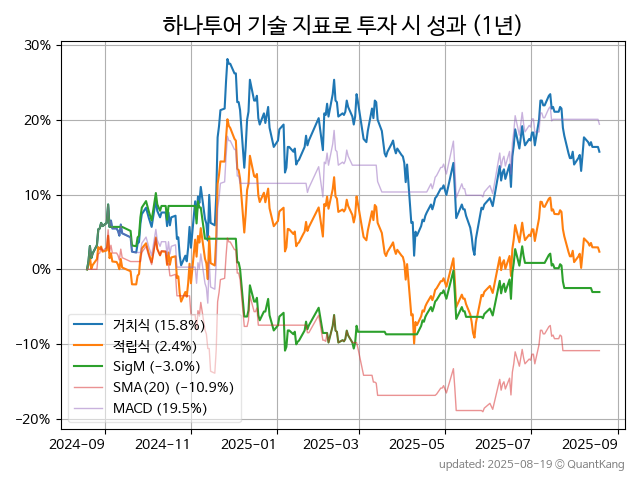 하나투어 기술 지표로 투자 시 성과 (1년)
30%
20%
10%
0%
−10%
−20%
거치식 (15.8%)
적립식 (2.4%)
SigM (−3.0%)
SMA(20) (−10.9%)
MACD (19.5%)
2024-09
2024-11
2025-01
2025-03
2025-05
2025-07
2025-09
updated: 2025-08-19 © QuantKang